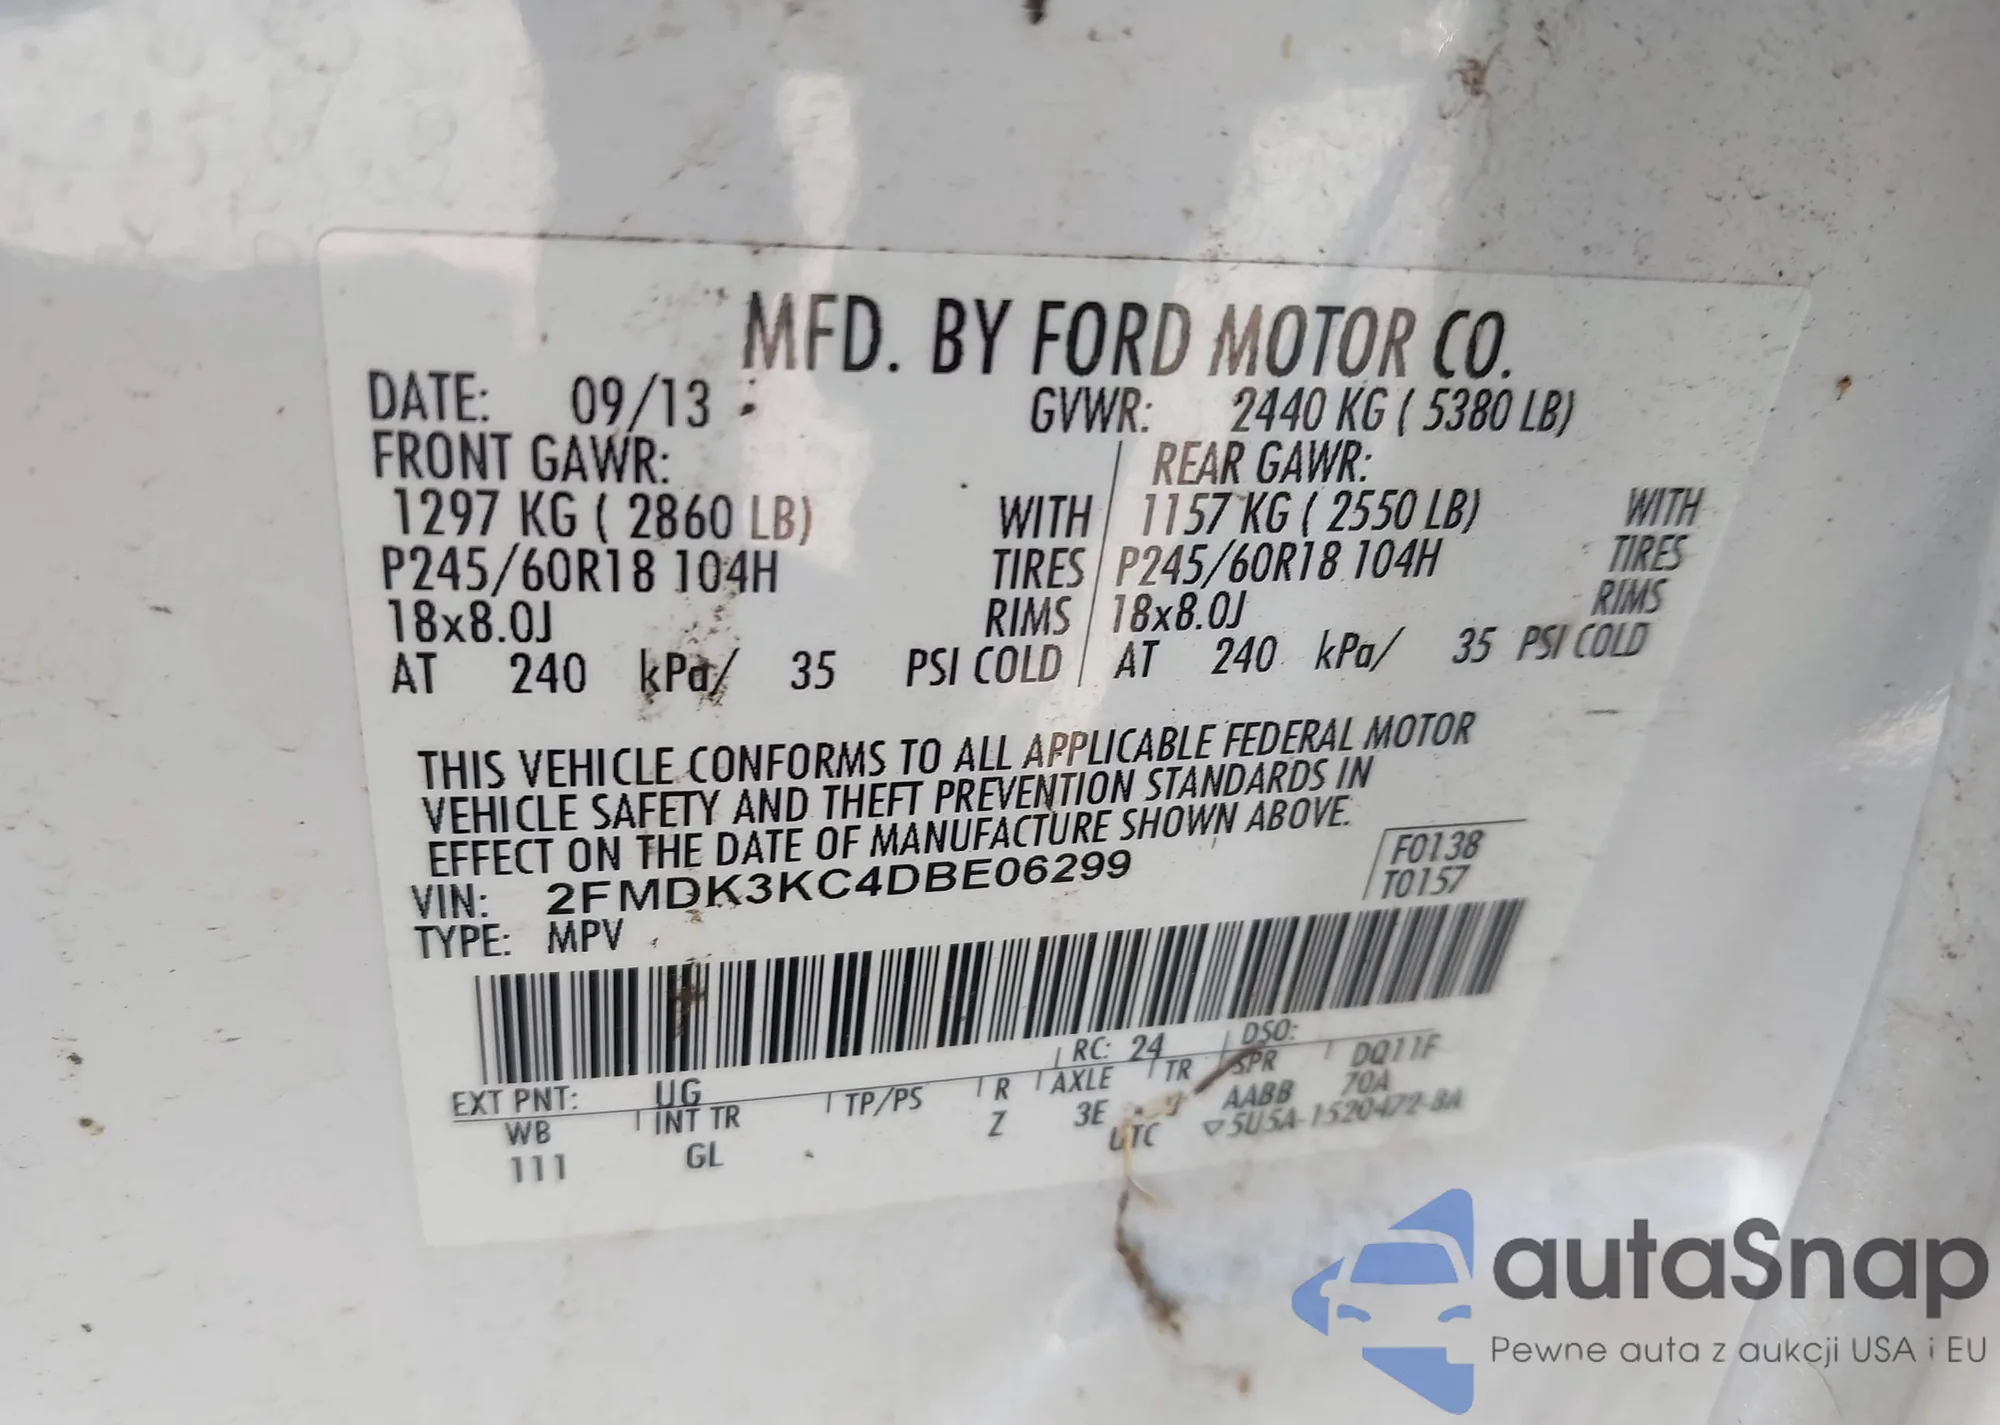 MFD. BY FORD MOTOR CO.
DATE: 09/13 GVWR: 2440 KG ( 5380 LB)
FRONT GAWR: REAR GAWR:
1297 KG ( 2860 LB) WITH 1157 KG ( 2550 LB) WITH
P245/60R18 104H TIRES P245/60R18 104H TIRES
18x8.0J RIMS 18x8.0J RIMS
AT 240 kPa/ 35 PSI COLD AT 240 kPa/ 35 PSI COLD
THIS VEHICLE CONFORMS TO ALL APPLICABLE FEDERAL MOTOR
VEHICLE SAFETY AND THEFT PREVENTION STANDARDS IN
EFFECT ON THE DATE OF MANUFACTURE SHOWN ABOVE.
VIN: 2FMDK3KC4DBE06299
F0138
T0157
TYPE: MPV
EXT PNT: UG RC: 24 DSO:
WB INT TR TP/PS R AXLE TR SPR DQ11F
111 GL Z 3E AABB 70A
UTC ▽5U5A-1520472-BA
autaSnap
Pewne auta z aukcji USA i EU